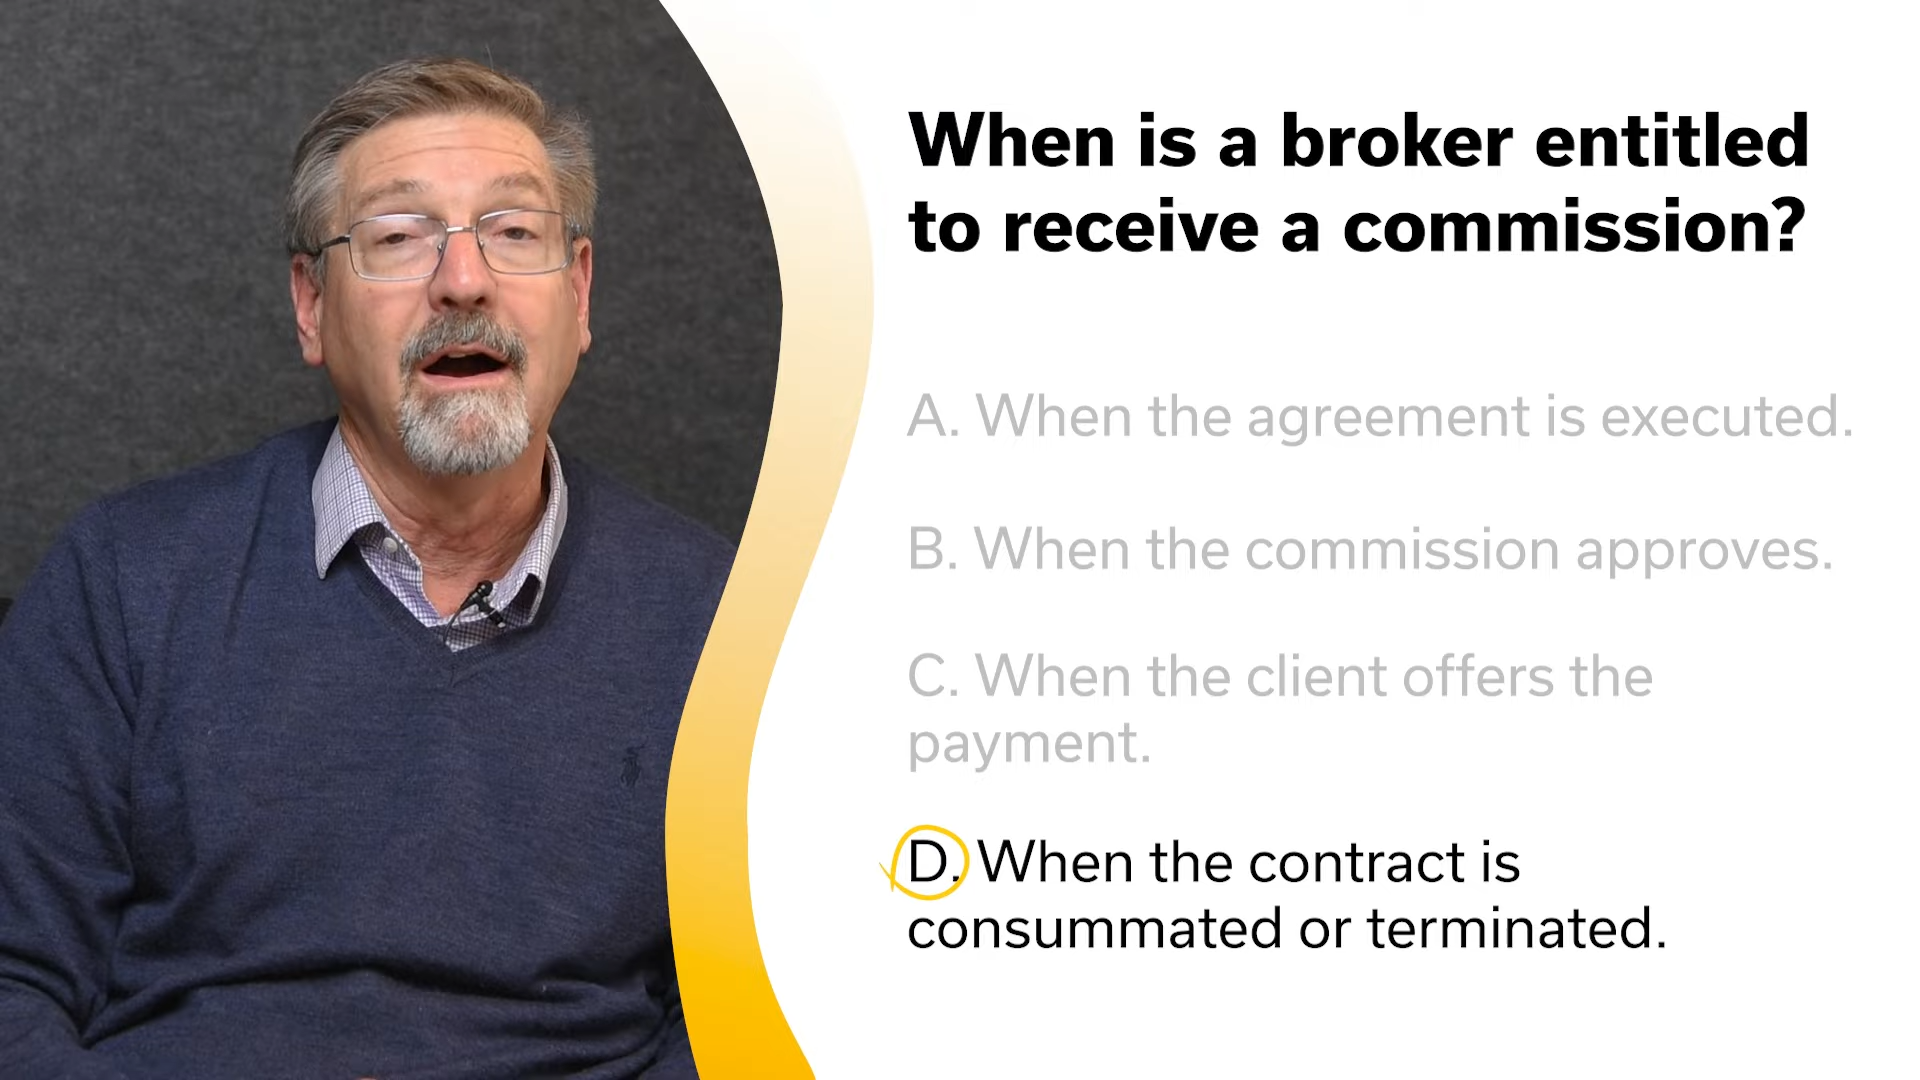 When is a broker entitled
to receive a commission?
A. When the agreement is executed.
B. When the commission approves.
C. When the client offers the
payment.
D. When the contract is
consummated or terminated.